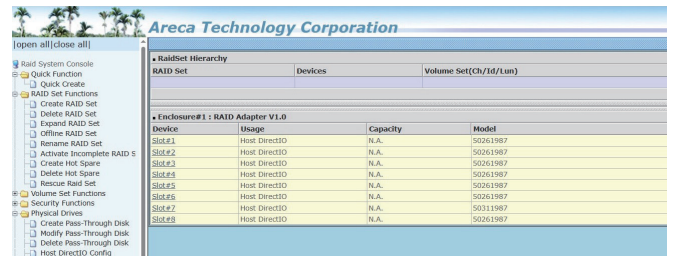 Areca Technology Corporation
|open all|close all|
Raid System Console
Quick Function
Quick Create
RAID Set Functions
Create RAID Set
Delete RAID Set
Expand RAID Set
Offline RAID Set
Rename RAID Set
Activate Incomplete RAID S
Create Hot Spare
Delete Hot Spare
Rescue Raid Set
Volume Set Functions
Security Functions
Physical Drives
Create Pass-Through Disk
Modify Pass-Through Disk
Delete Pass-Through Disk
Host DirectIO Config
▪ RaidSet Hierarchy
RAID Set Devices Volume Set(Ch/Id/Lun)
▪ Enclosure#1 : RAID Adapter V1.0
Device Usage Capacity Model
Slot#1 Host DirectIO N.A. 50261987
Slot#2 Host DirectIO N.A. 50261987
Slot#3 Host DirectIO N.A. 50261987
Slot#4 Host DirectIO N.A. 50261987
Slot#5 Host DirectIO N.A. 50261987
Slot#6 Host DirectIO N.A. 50261987
Slot#7 Host DirectIO N.A. 50311987
Slot#8 Host DirectIO N.A. 50261987